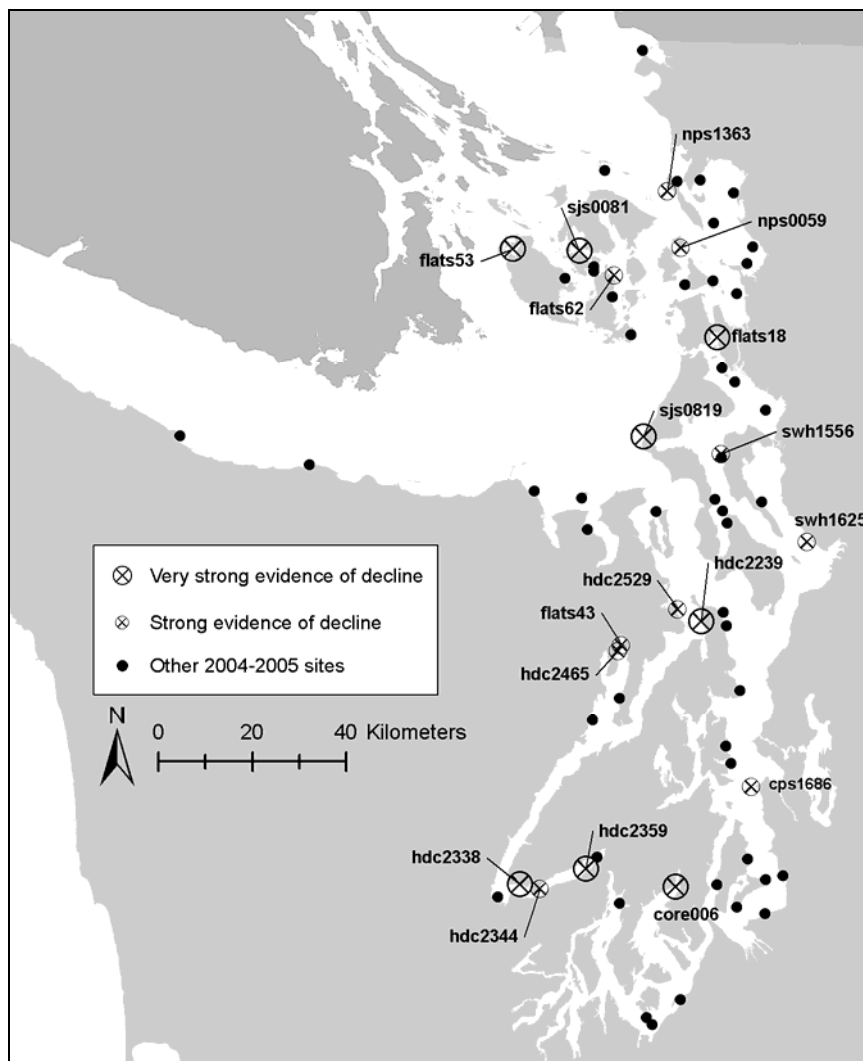 nps1363
sjs0081
nps0059
flats53
flats62
flats18
sjs0819
swh1556
swh1625
hdc2239
hdc2529
flats43
hdc2465
Very strong evidence of decline
Strong evidence of decline
Other 2004-2005 sites
N
0 20 40 Kilometers
cps1686
hdc2359
hdc2338
core006
hdc2344